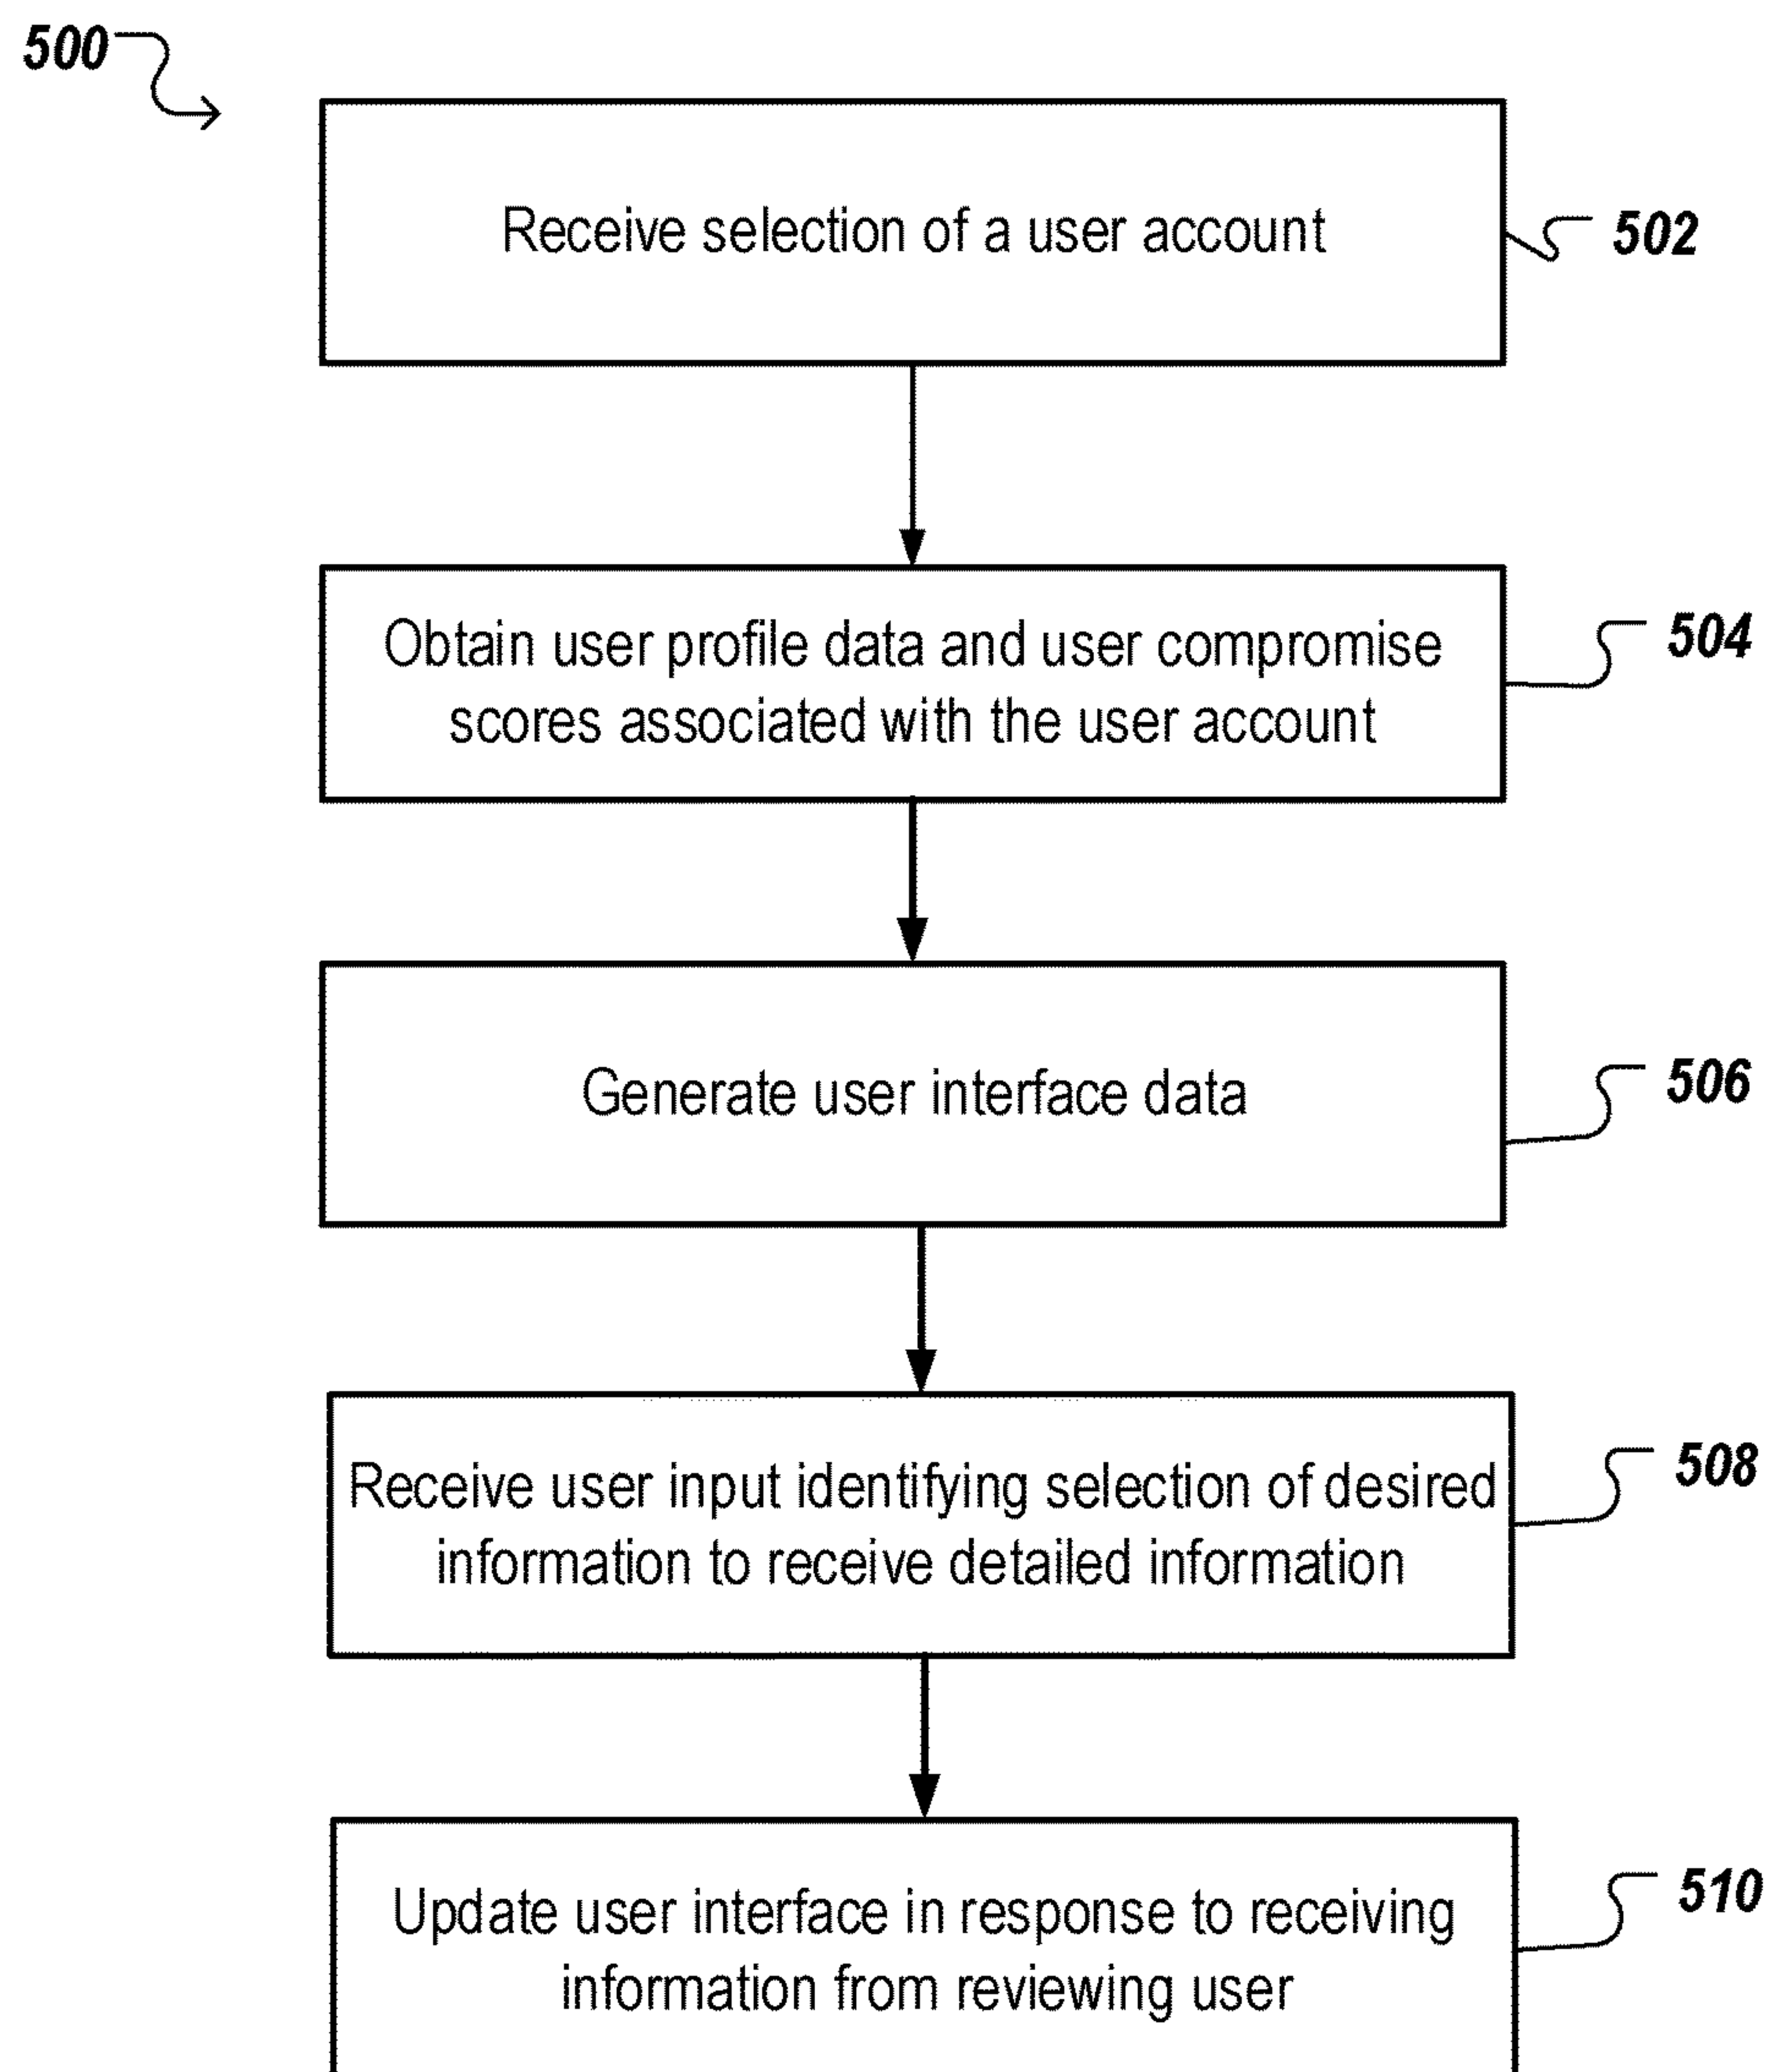 500
Receive selection of a user account
502
Obtain user profile data and user compromise
scores associated with the user account
504
Generate user interface data
506
Receive user input identifying selection of desired
information to receive detailed information
508
Update user interface in response to receiving
information from reviewing user
510